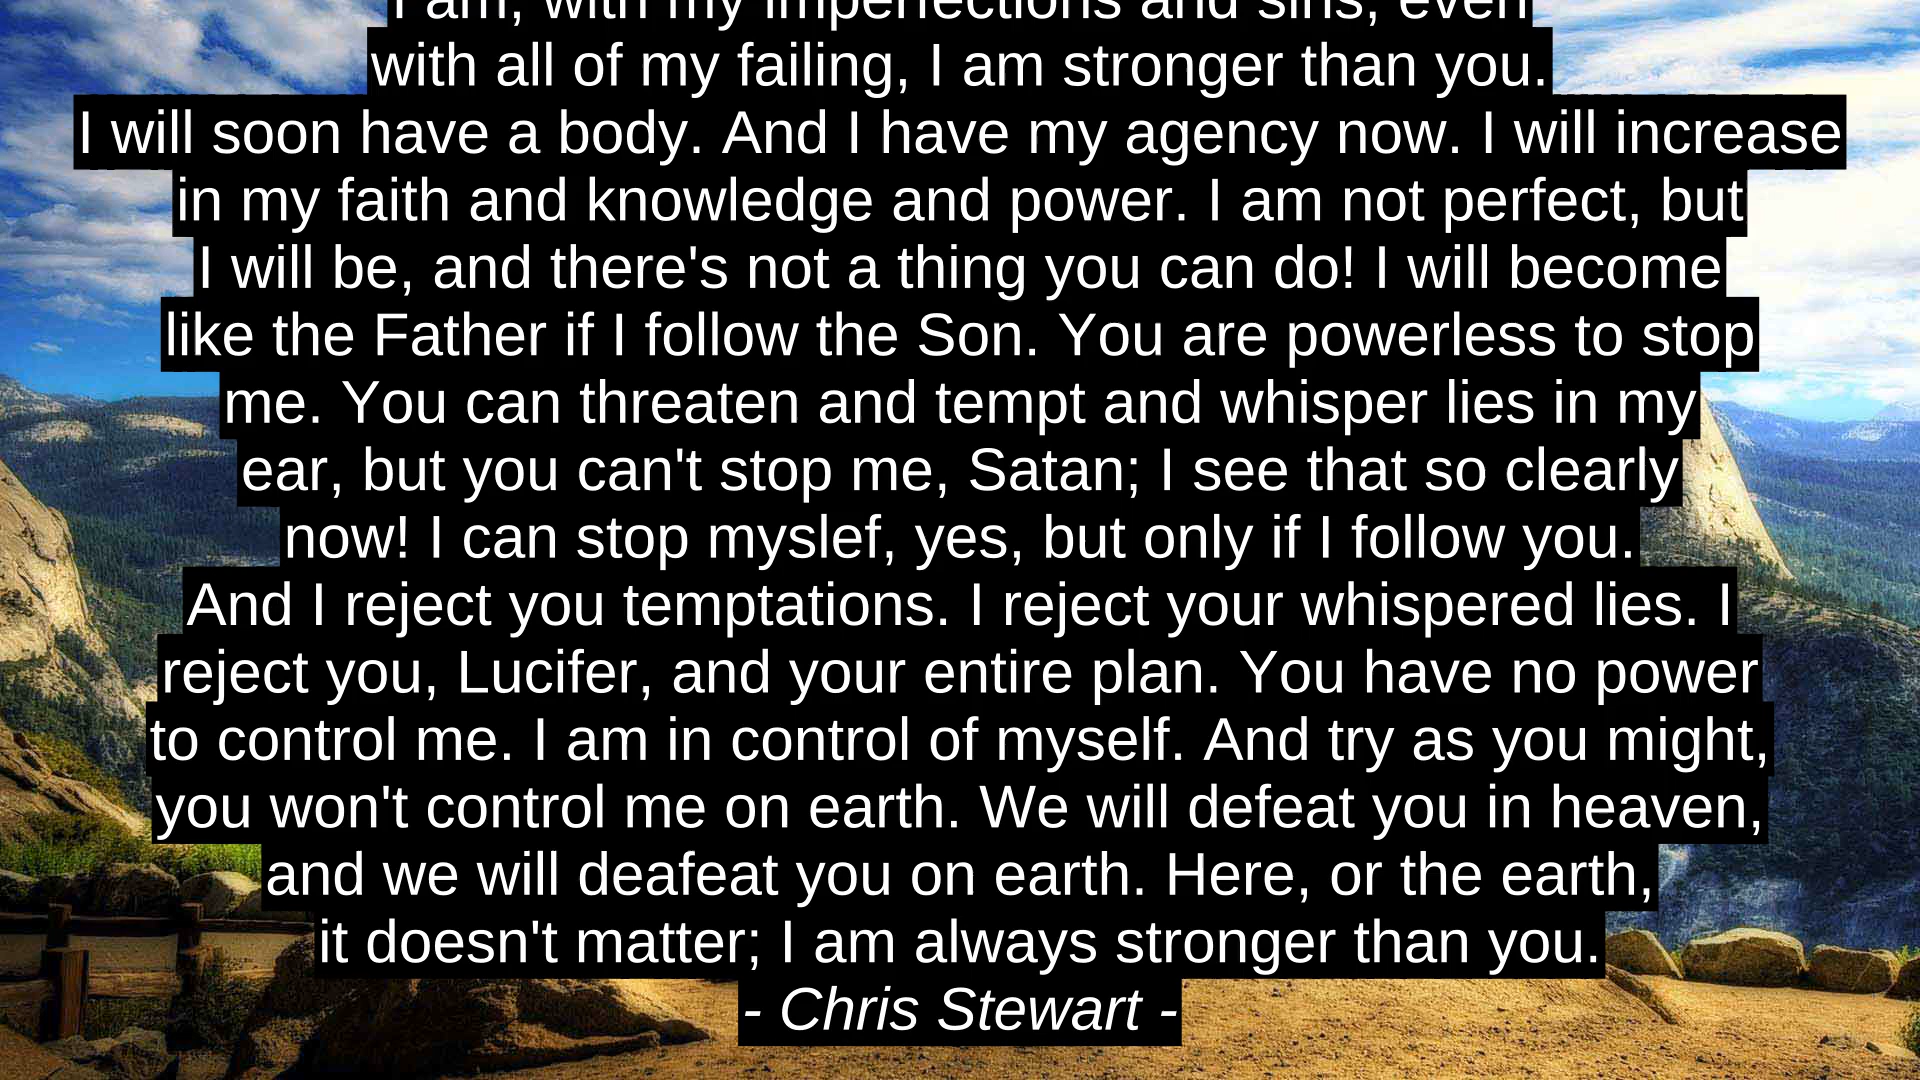 I am, with my imperfections and sins, even
with all of my failing, I am stronger than you.
I will soon have a body. And I have my agency now. I will increase
in my faith and knowledge and power. I am not perfect, but
I will be, and there's not a thing you can do! I will become
like the Father if I follow the Son. You are powerless to stop
me. You can threaten and tempt and whisper lies in my
ear, but you can't stop me, Satan; I see that so clearly
now! I can stop myslef, yes, but only if I follow you.
And I reject you temptations. I reject your whispered lies. I
reject you, Lucifer, and your entire plan. You have no power
to control me. I am in control of myself. And try as you might,
you won't control me on earth. We will defeat you in heaven,
and we will deafeat you on earth. Here, or the earth,
it doesn't matter; I am always stronger than you.
- Chris Stewart -